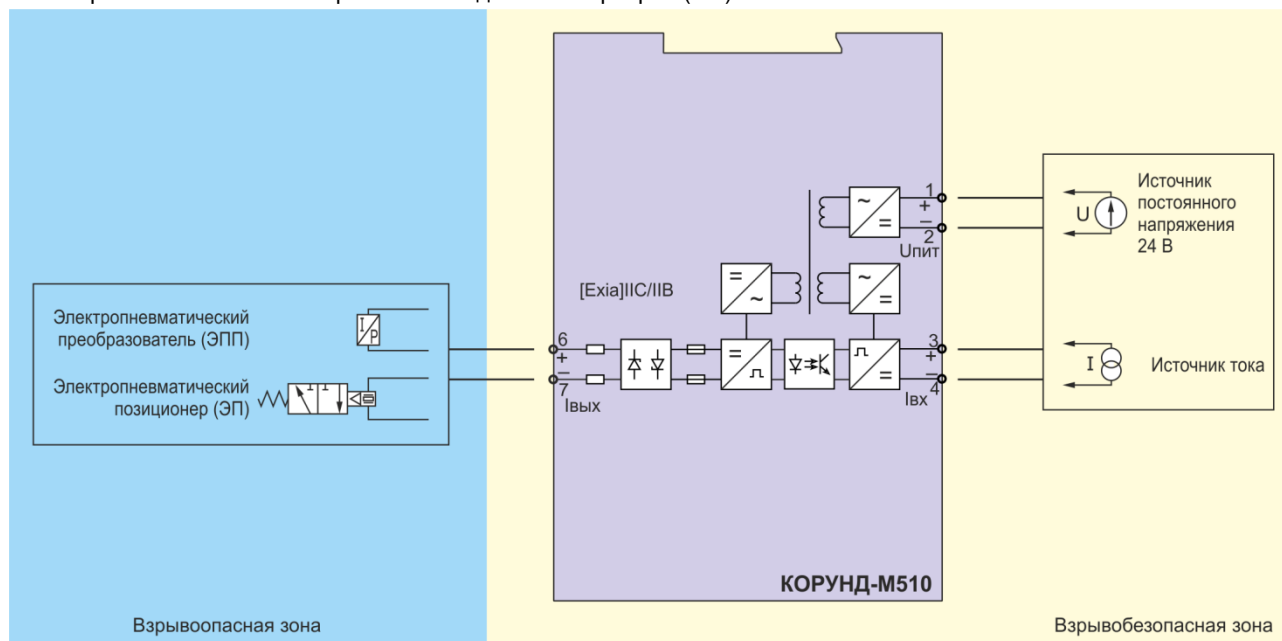 1
+
−
2
Uпит
Источник
постоянного
напряжения
24 В
U
[Exia]IIC/IIB
Электропневматический
преобразователь (ЭПП)
I/P
Электропневматический
позиционер (ЭП)
6
+
−
7
Iвых
3
+
−
4
Iвх
I
Источник тока
КОРУНД-М510
Взрывоопасная зона
Взрывобезопасная зона